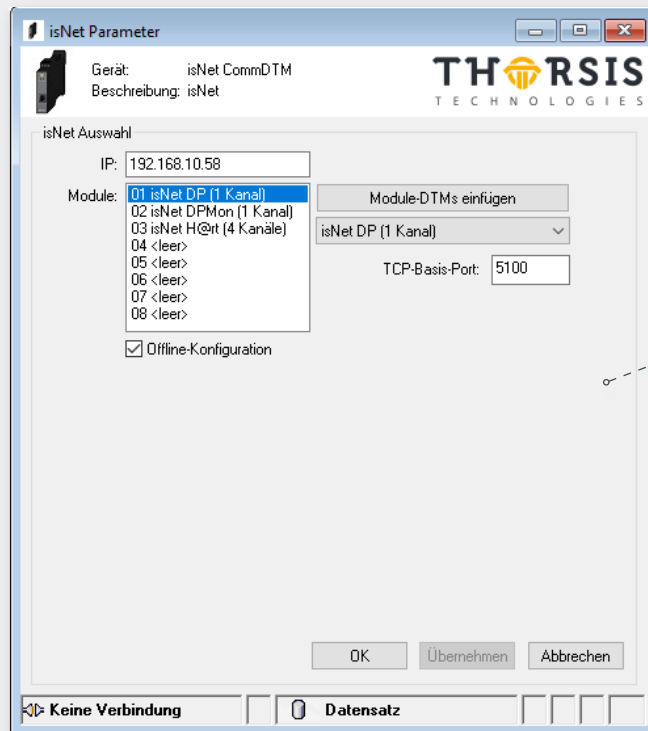 isNet Parameter
Gerät: isNet CommDTM
Beschreibung: isNet
THORSIS
TECHNOLOGIES
isNet Auswahl
IP: 192.168.10.58
Module: 01 isNet DP (1 Kanal)
02 isNet DPMon (1 Kanal)
03 isNet H@rt (4 Kanäle)
04 <leer>
05 <leer>
06 <leer>
07 <leer>
08 <leer>
Module-DTMs einfügen
isNet DP (1 Kanal)
TCP-Basis-Port: 5100
Offline-Konfiguration
OK Übernehmen Abbrechen
Keine Verbindung Datensatz